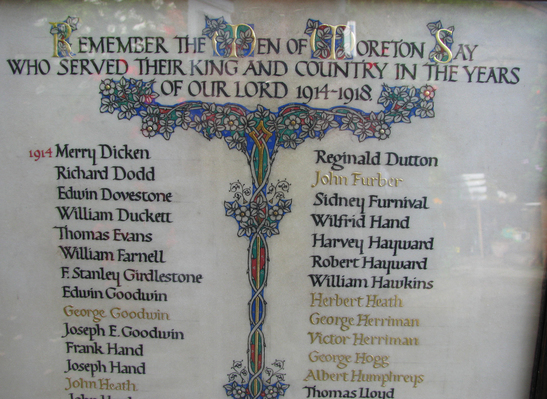 REMEMBER THE MEN OF MORETON SAY
WHO SERVED THEIR KING AND COUNTRY IN THE YEARS
OF OUR LORD 1914-1918.
1914 Merry Dicken
Richard Dodd
Edwin Dovestone
William Duckett
Thomas Evans
William Farnell
F. Stanley Girdlestone
Edwin Goodwin
George Goodwin
Joseph E. Goodwin
Frank Hand
Joseph Hand
John Heath
Reginald Dutton
John Furber
Sidney Furnival
Wilfrid Hand
Harvey Hayward
Robert Hayward
William Hawkins
Herbert Heath
George Herriman
Victor Herriman
George Hogg
Albert Humphreys
Thomas Lloyd